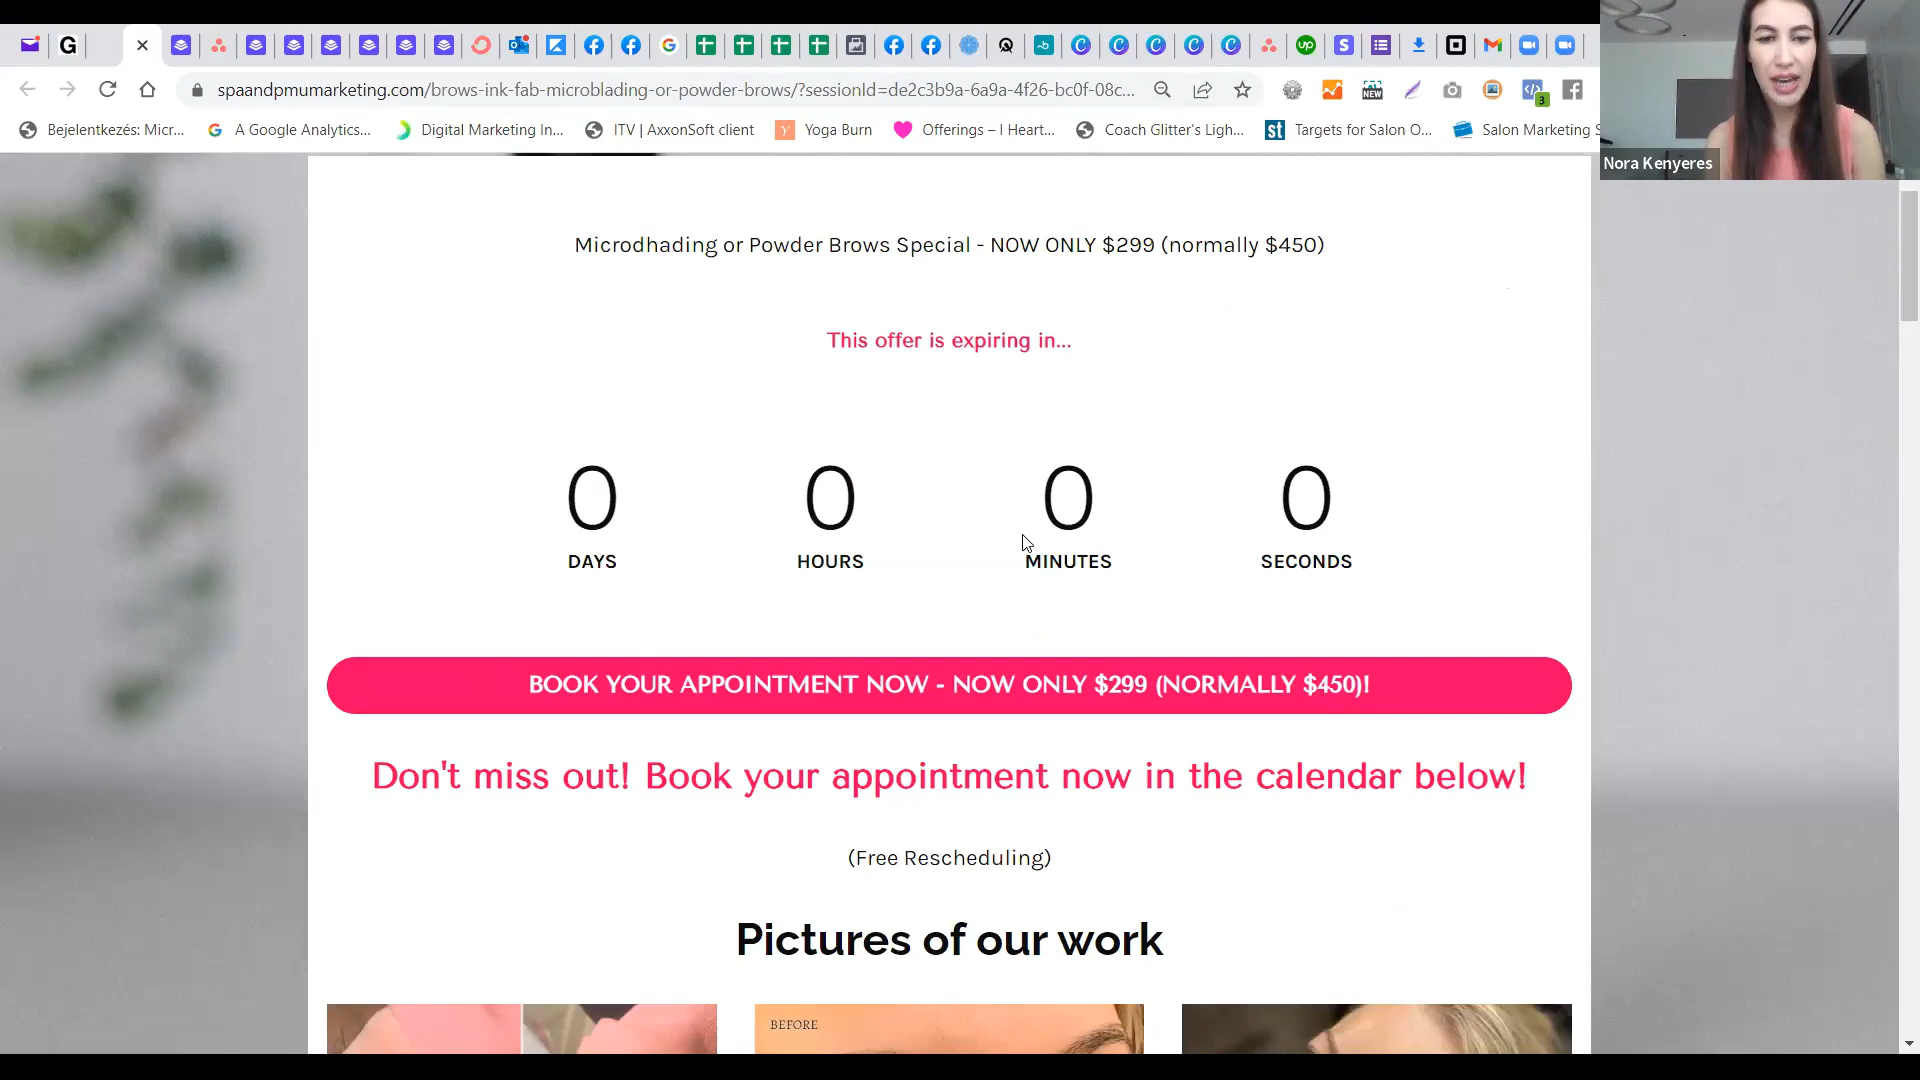 spaandpmumarketing.com/brows-ink-fab-microblading-or-powder-brows/?sessionId=de2c3b9a-6a9a-4f26-bc0f-08c...
Bejelentkezés: Micr...
A Google Analytics...
Digital Marketing In...
ITV | AxxonSoft client
Yoga Burn
Offerings – I Heart...
Coach Glitter's Ligh...
Targets for Salon O...
Salon Marketing S
Nora Kenyeres
Microdhading or Powder Brows Special - NOW ONLY $299 (normally $450)
This offer is expiring in...
0 0 0 0
DAYS HOURS MINUTES SECONDS
BOOK YOUR APPOINTMENT NOW - NOW ONLY $299 (NORMALLY $450)!
Don't miss out! Book your appointment now in the calendar below!
(Free Rescheduling)
Pictures of our work
BEFORE